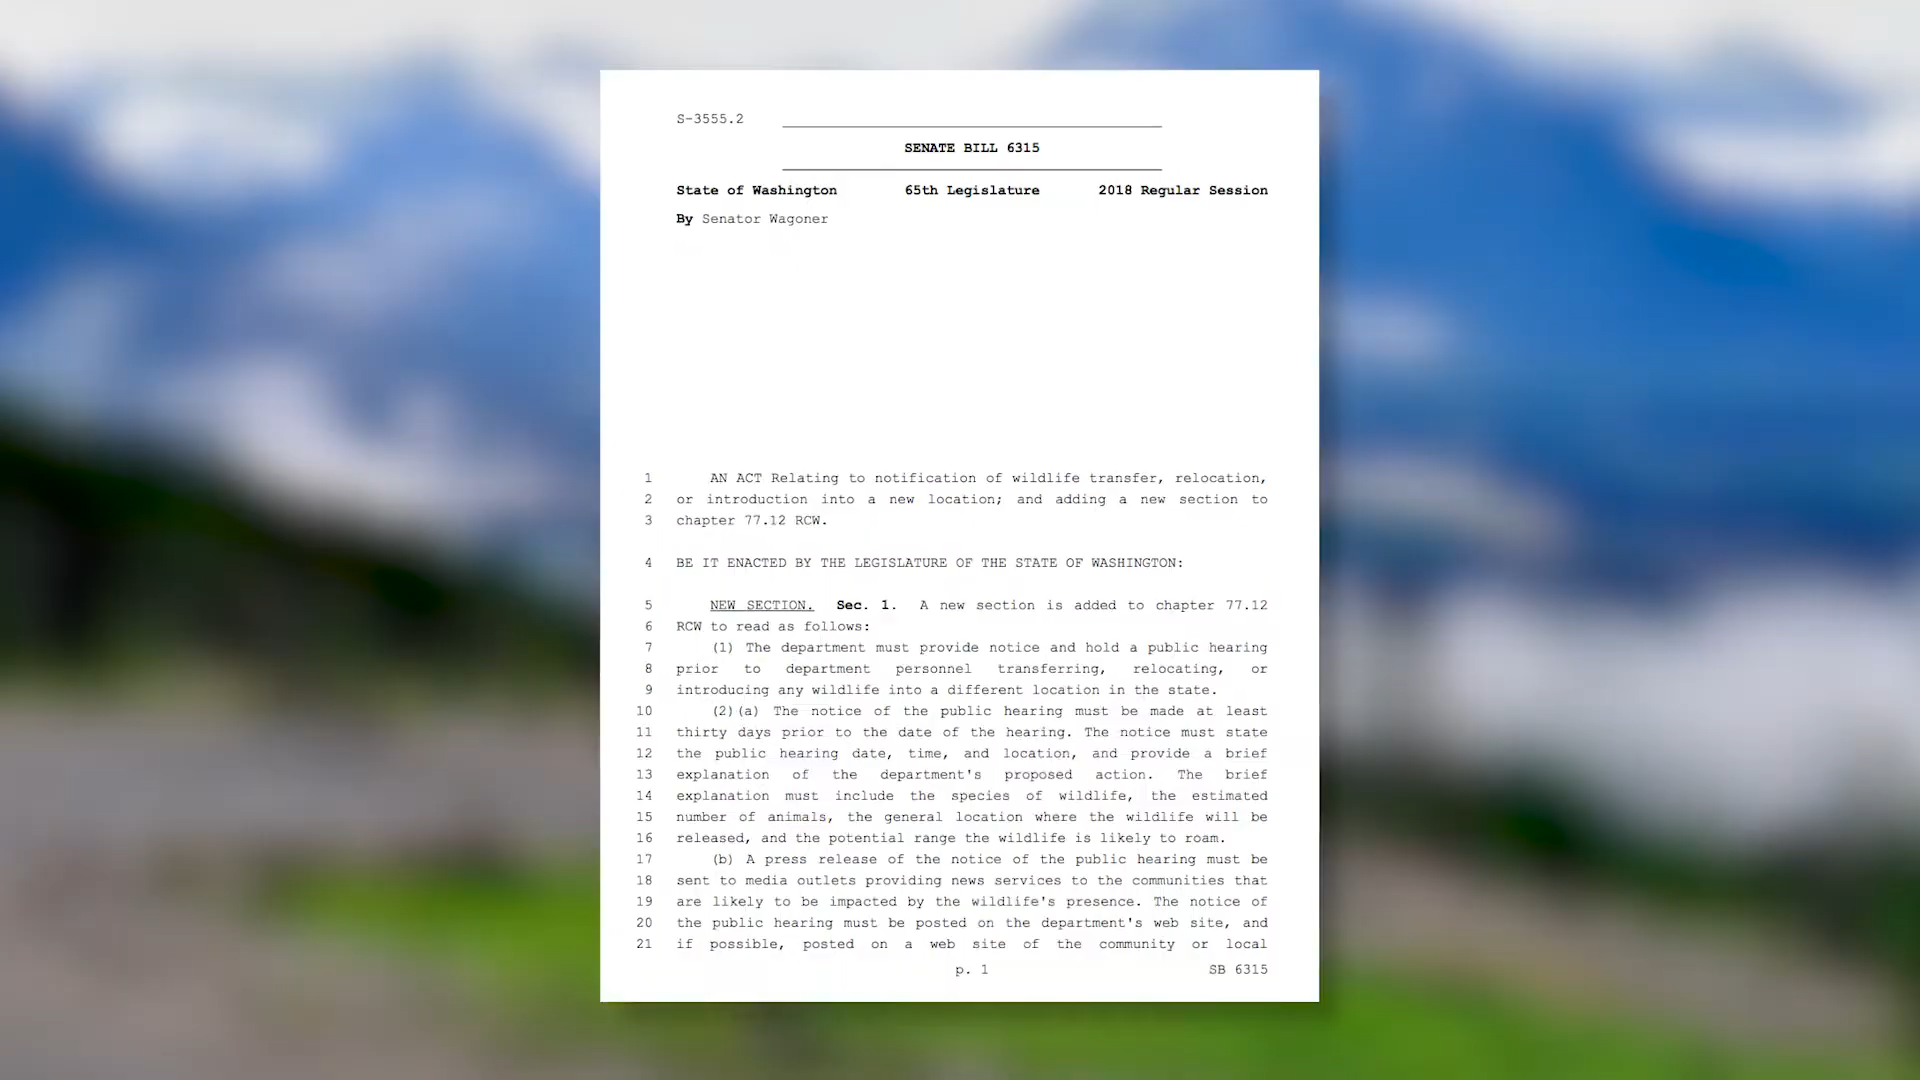 S-3555.2
SENATE BILL 6315
State of Washington 65th Legislature 2018 Regular Session
By Senator Wagoner
1 AN ACT Relating to notification of wildlife transfer, relocation,
2 or introduction into a new location; and adding a new section to
3 chapter 77.12 RCW.
4 BE IT ENACTED BY THE LEGISLATURE OF THE STATE OF WASHINGTON:
5 NEW SECTION. Sec. 1. A new section is added to chapter 77.12
6 RCW to read as follows:
7 (1) The department must provide notice and hold a public hearing
8 prior to department personnel transferring, relocating, or
9 introducing any wildlife into a different location in the state.
10 (2)(a) The notice of the public hearing must be made at least
11 thirty days prior to the date of the hearing. The notice must state
12 the public hearing date, time, and location, and provide a brief
13 explanation of the department's proposed action. The brief
14 explanation must include the species of wildlife, the estimated
15 number of animals, the general location where the wildlife will be
16 released, and the potential range the wildlife is likely to roam.
17 (b) A press release of the notice of the public hearing must be
18 sent to media outlets providing news services to the communities that
19 are likely to be impacted by the wildlife's presence. The notice of
20 the public hearing must be posted on the department's web site, and
21 if possible, posted on a web site of the community or local
p. 1 SB 6315